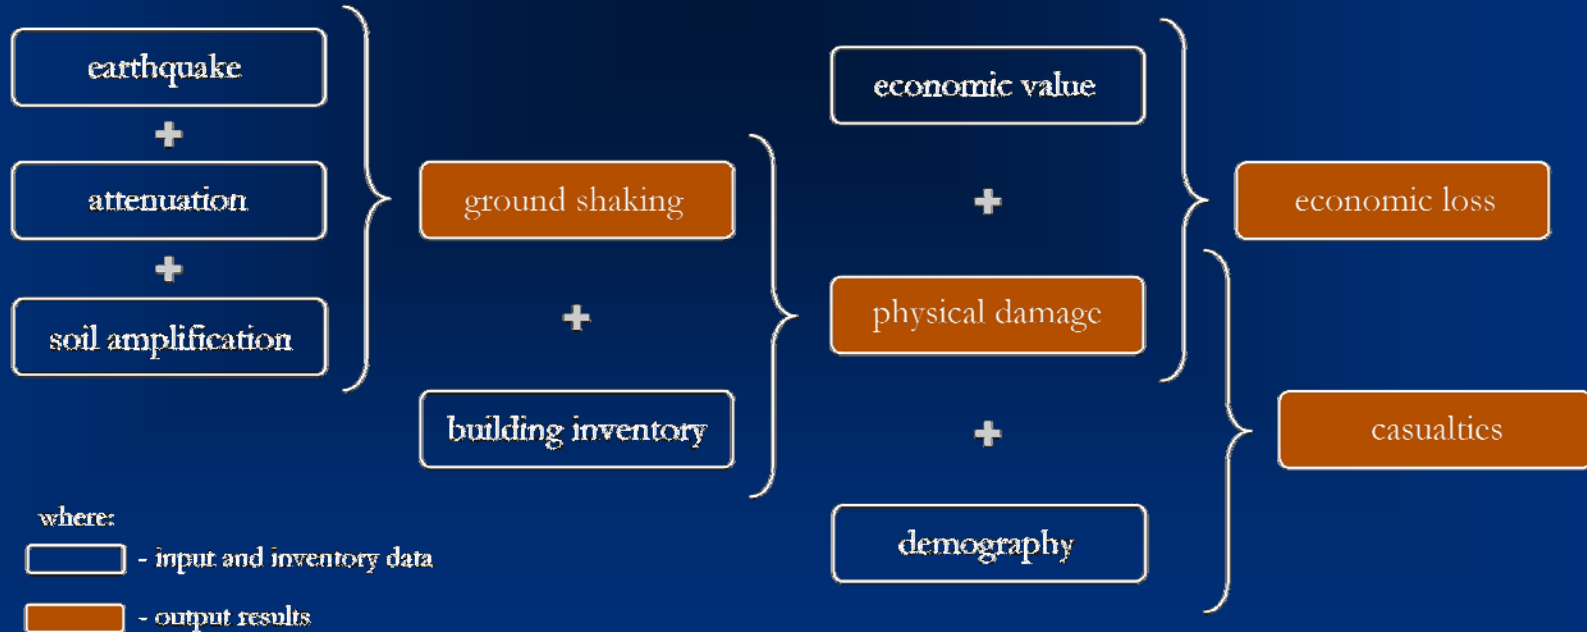 earthquake
+
attenuation
+
soil amplification
ground shaking
+
building inventory
economic value
+
physical damage
+
demography
economic loss
casualties
where:
- input and inventory data
- output results